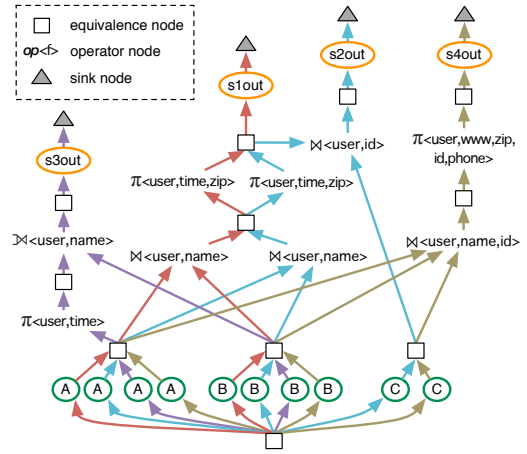 equivalence node
op<f> operator node
sink node
s1out
s2out
s4out
s3out
⋈<user,id>
π<user,www,zip,
id,phone>
π<user,time,zip>
π<user,time,zip>
⟕<user,name>
⋈<user,name>
⋈<user,name>
⋈<user,name,id>
π<user,time>
A A A A B B B B C C